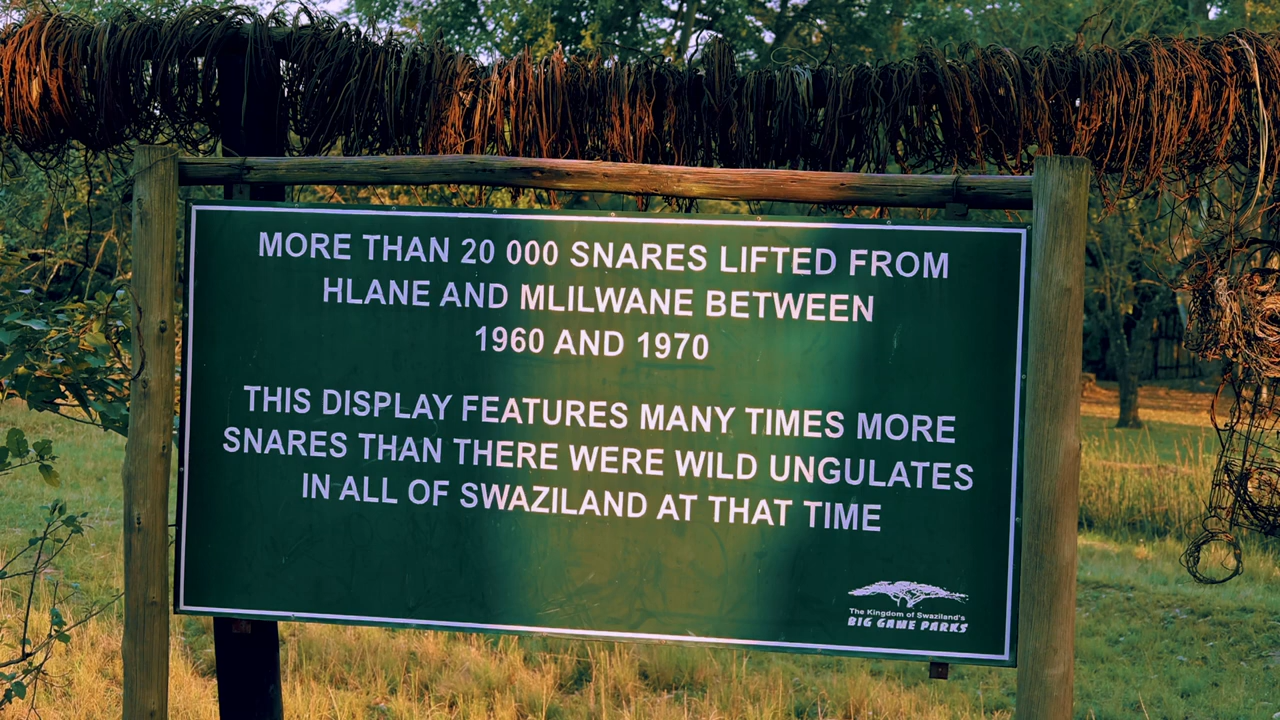 MORE THAN 20 000 SNARES LIFTED FROM
HLANE AND MLILWANE BETWEEN
1960 AND 1970
THIS DISPLAY FEATURES MANY TIMES MORE
SNARES THAN THERE WERE WILD UNGULATES
IN ALL OF SWAZILAND AT THAT TIME
The Kingdom of Swaziland's
BIG GAME PARKS